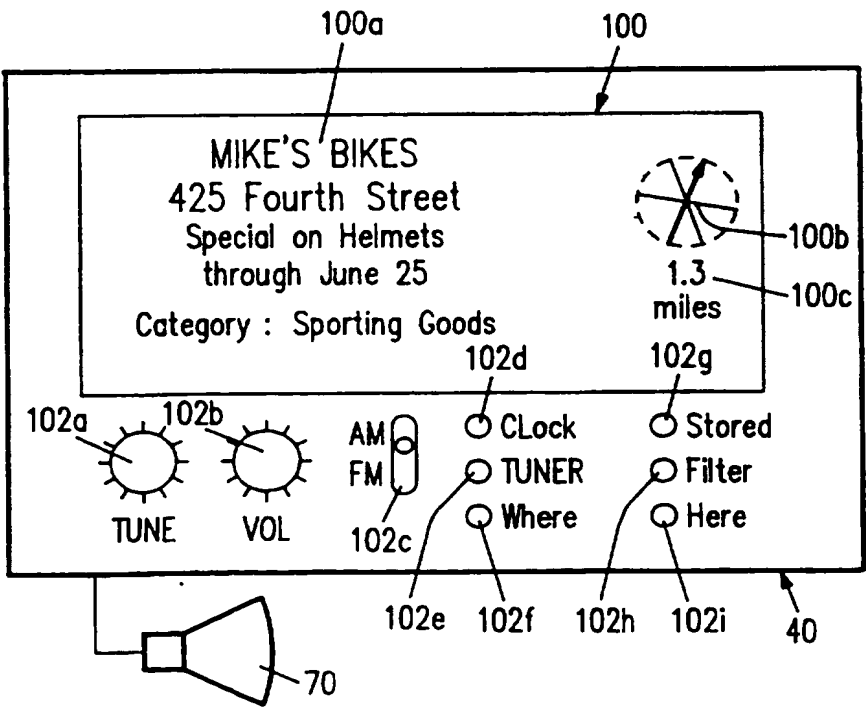 100a
100
MIKE'S BIKES
425 Fourth Street
Special on Helmets
through June 25
Category : Sporting Goods
100b
1.3
miles
100c
102d
102g
102a
102b
AM
FM
CLock
TUNER
Where
Stored
Filter
Here
TUNE
VOL
102c
102e
102f
102h
102i
40
70